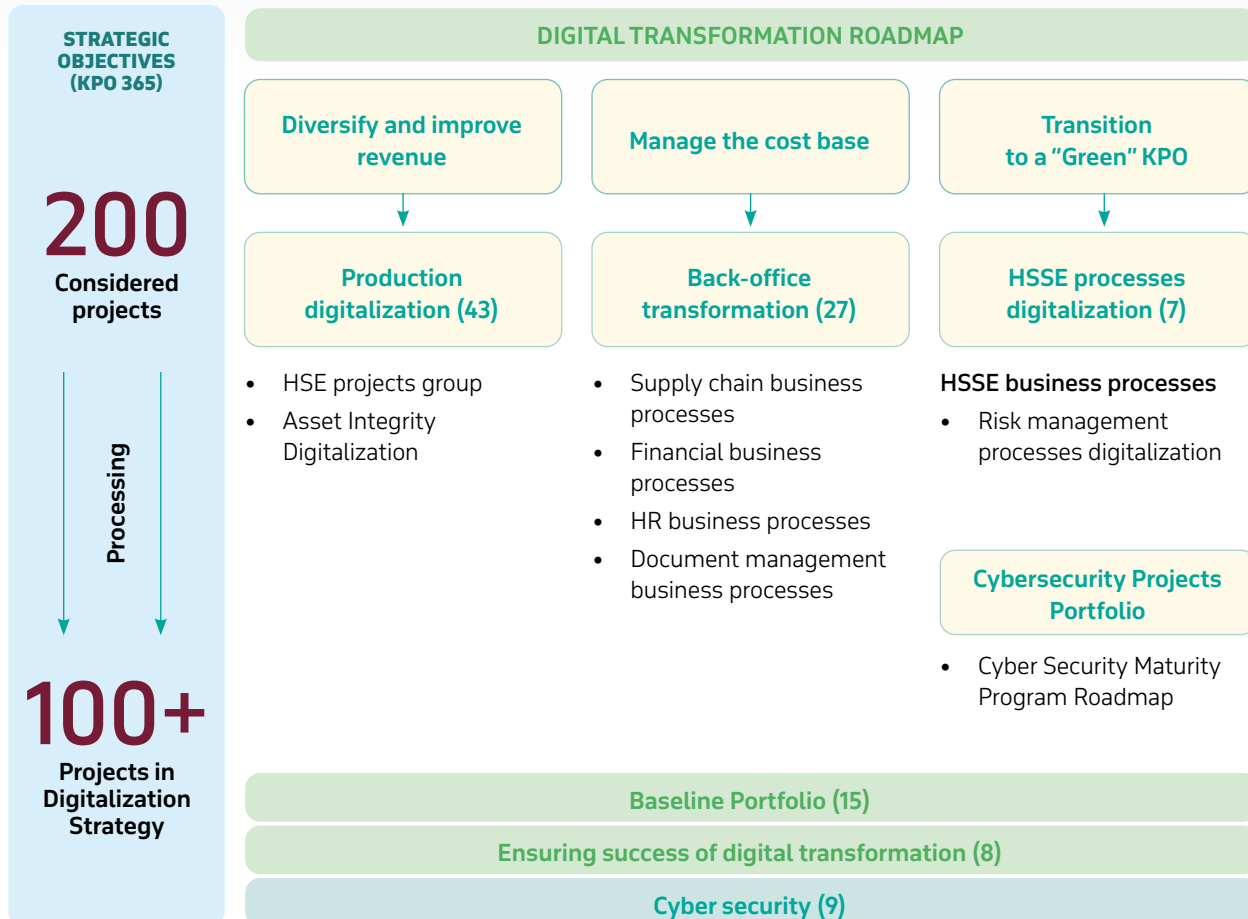 STRATEGIC
OBJECTIVES
(KPO 365)
200
Considered
projects
Processing
100+
Projects in
Digitalization
Strategy
DIGITAL TRANSFORMATION ROADMAP
Diversify and improve
revenue
Production
digitalization (43)
• HSE projects group
• Asset Integrity
Digitalization
Manage the cost base
Back-office
transformation (27)
• Supply chain business
processes
• Financial business
processes
• HR business processes
• Document management
business processes
Transition
to a "Green" KPO
HSSE processes
digitalization (7)
HSSE business processes
• Risk management
processes digitalization
Cybersecurity Projects
Portfolio
• Cyber Security Maturity
Program Roadmap
Baseline Portfolio (15)
Ensuring success of digital transformation (8)
Cyber security (9)